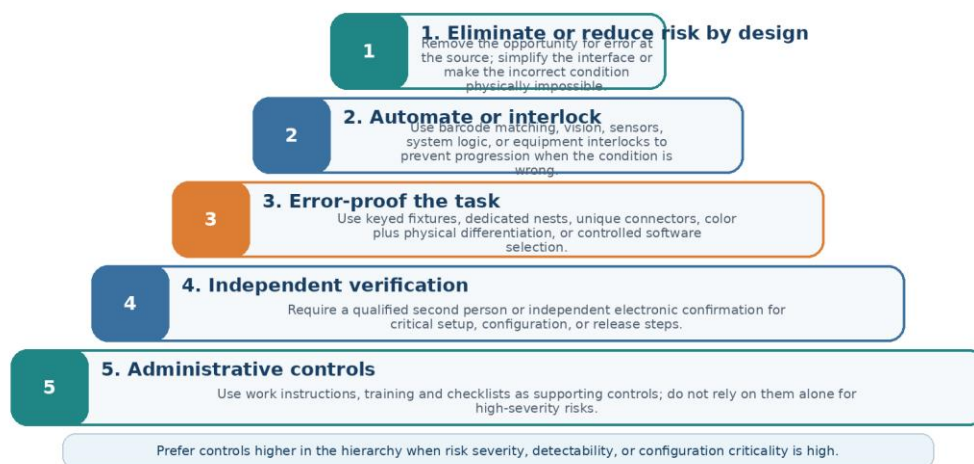 1
1. Eliminate or reduce risk by design
Remove the opportunity for error at
the source; simplify the interface or
make the incorrect condition
physically impossible.
2
2. Automate or interlock
Use barcode matching, vision, sensors,
system logic, or equipment interlocks to
prevent progression when the condition is
wrong.
3
3. Error-proof the task
Use keyed fixtures, dedicated nests, unique connectors, color
plus physical differentiation, or controlled software
selection.
4
4. Independent verification
Require a qualified second person or independent electronic confirmation for
critical setup, configuration, or release steps.
5
5. Administrative controls
Use work instructions, training and checklists as supporting controls; do not rely on them alone for
high-severity risks.
Prefer controls higher in the hierarchy when risk severity, detectability, or configuration criticality is high.